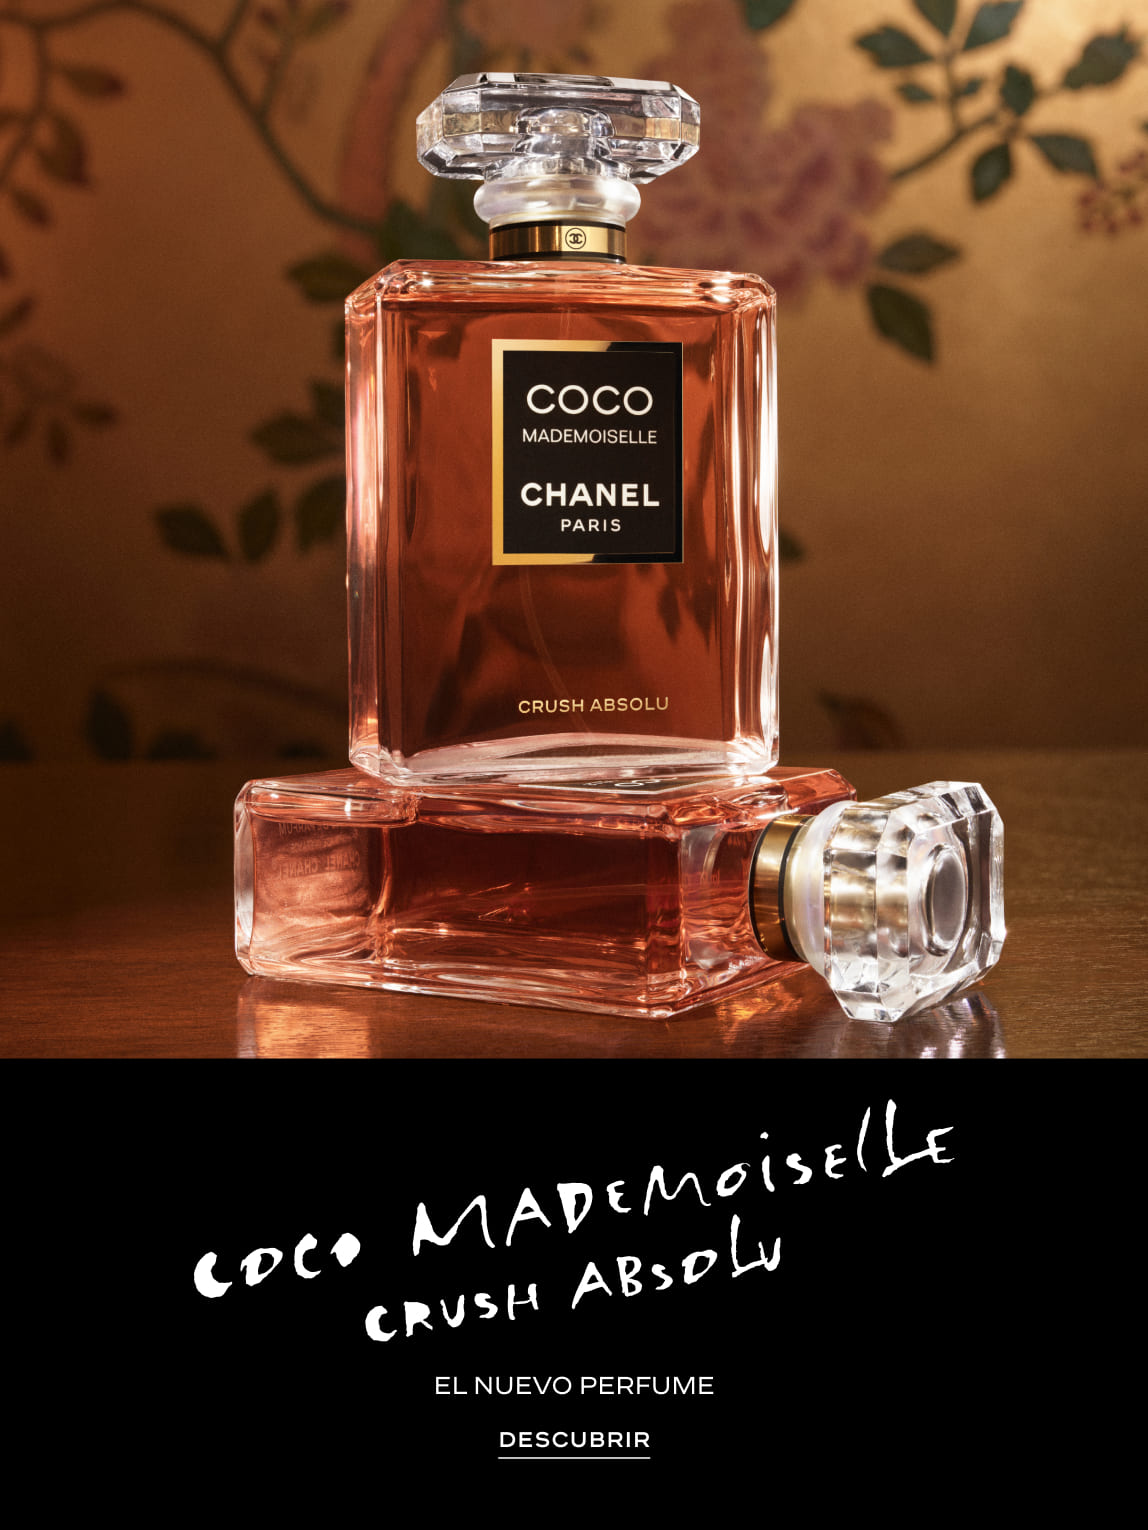 COCO
MADEMOISELLE
CHANEL
PARIS
CRUSH ABSOLU
COCO MADEMOISELLE
CRUSH ABSOLU
EL NUEVO PERFUME
DESCUBRIR